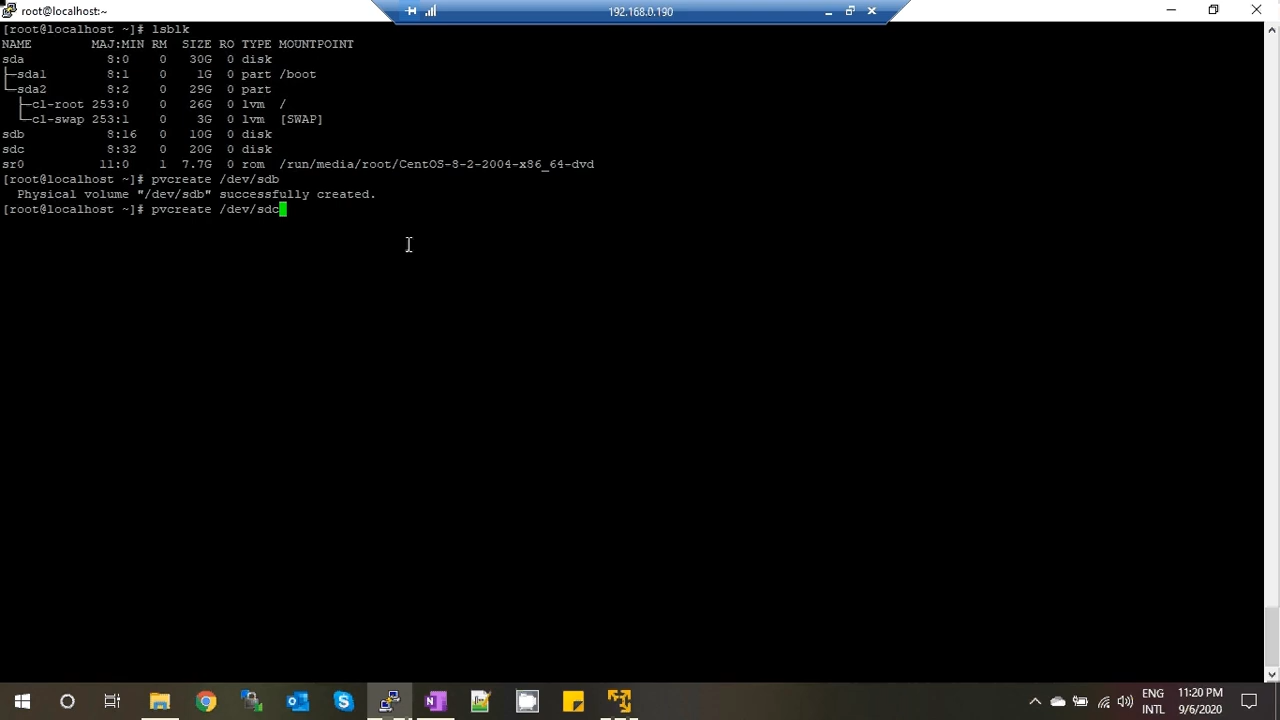 root@localhost:~
192.168.0.190
[root@localhost ~]# lsblk
NAME        MAJ:MIN RM  SIZE RO TYPE MOUNTPOINT
sda           8:0    0   30G  0 disk
├─sda1        8:1    0    1G  0 part /boot
└─sda2        8:2    0   29G  0 part
  ├─cl-root 253:0    0   26G  0 lvm  /
  └─cl-swap 253:1    0    3G  0 lvm  [SWAP]
sdb           8:16   0   10G  0 disk
sdc           8:32   0   20G  0 disk
sr0          11:0    1  7.7G  0 rom  /run/media/root/CentOS-8-2-2004-x86_64-dvd
[root@localhost ~]# pvcreate /dev/sdb
  Physical volume "/dev/sdb" successfully created.
[root@localhost ~]# pvcreate /dev/sdc
ENG
INTL
11:20 PM
9/6/2020